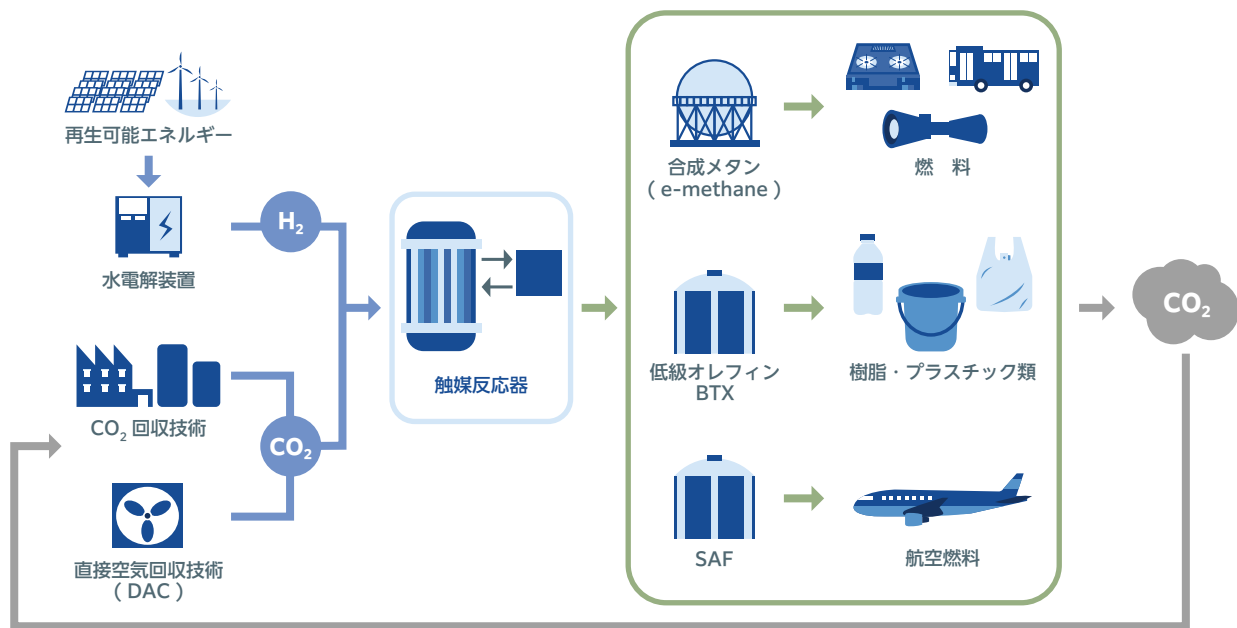 再生可能エネルギー
水電解装置
H₂
CO₂ 回収技術
CO₂
直接空気回収技術
( DAC )
触媒反応器
合成メタン
( e-methane )
燃　料
低級オレフィン
BTX
樹脂・プラスチック類
SAF
航空燃料
CO₂